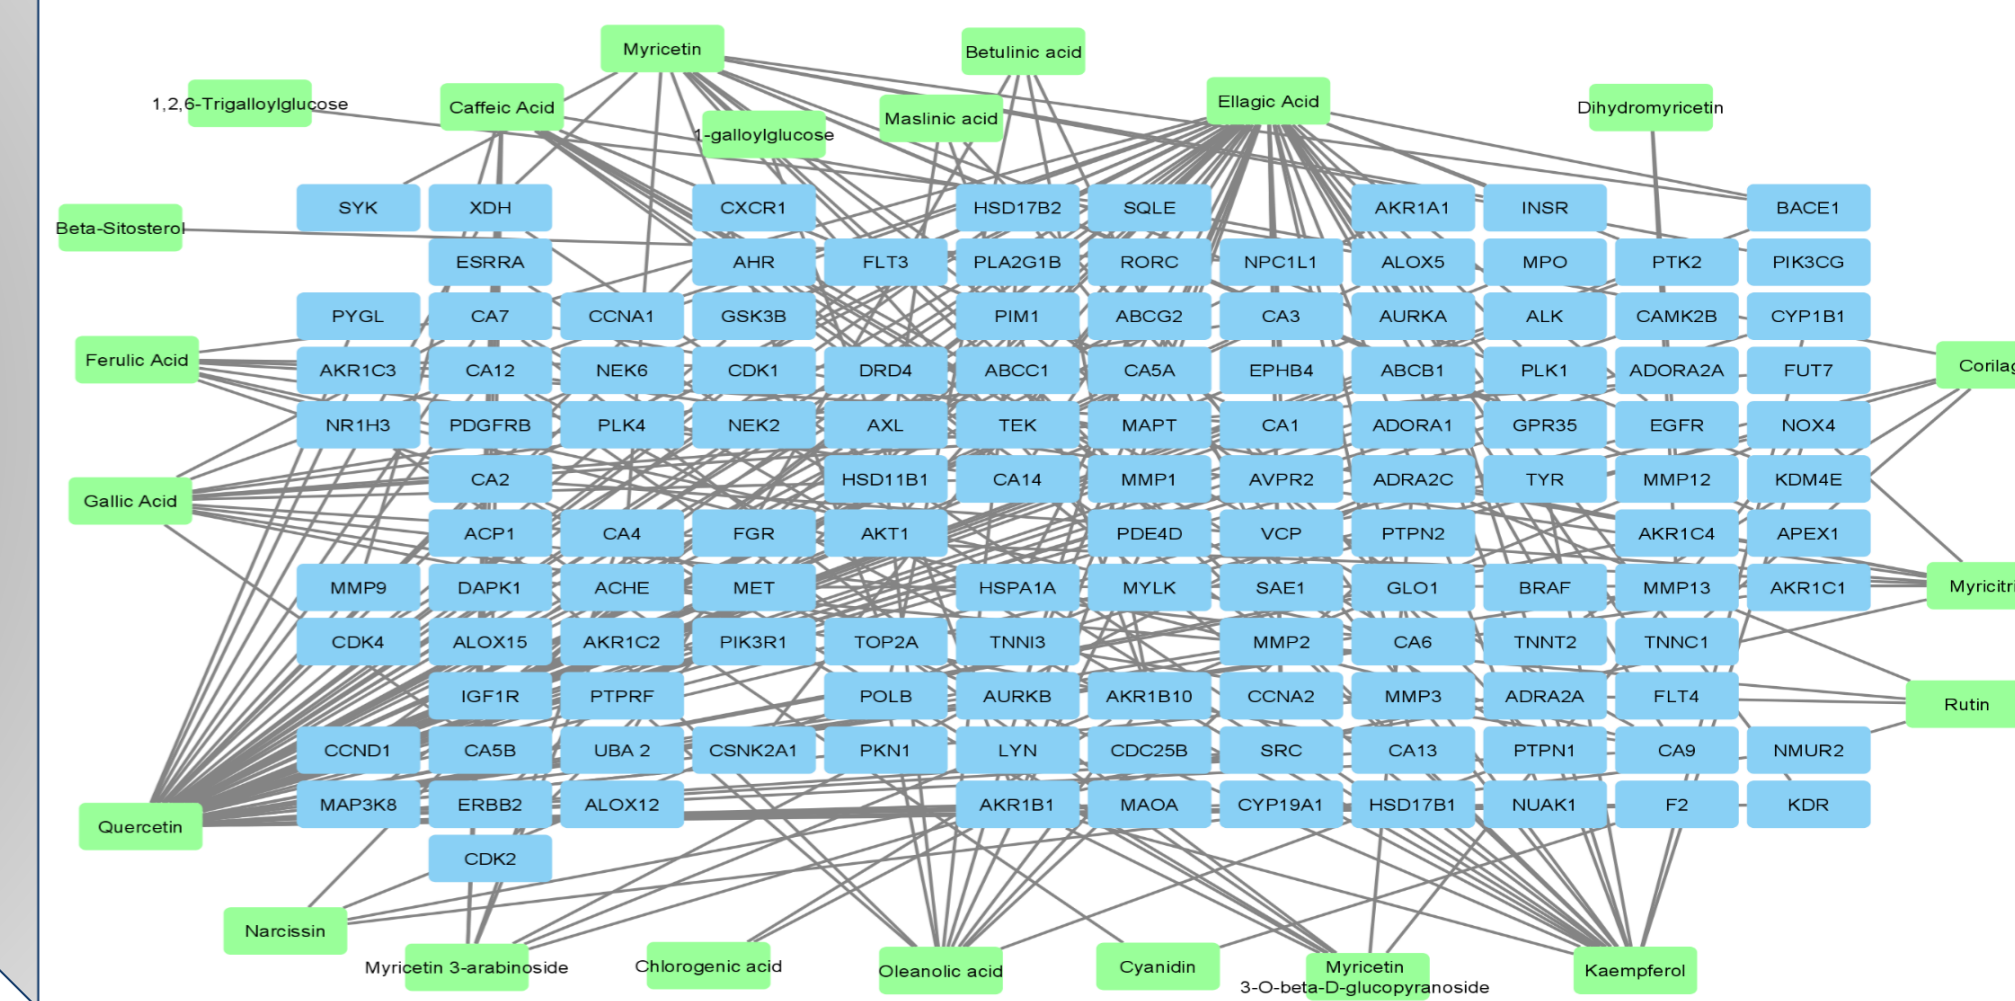 Myricetin
Betulinic acid
1,2,6-Trigalloylglucose
Caffeic Acid
1-galloylglucose
Maslinic acid
Ellagic Acid
Dihydromyricetin
SYK XDH CXCR1 HSD17B2 SQLE AKR1A1 INSR BACE1
Beta-Sitosterol
ESRRA AHR FLT3 PLA2G1B RORC NPC1L1 ALOX5 MPO PTK2 PIK3CG
PYGL CA7 CCNA1 GSK3B PIM1 ABCG2 CA3 AURKA ALK CAMK2B CYP1B1
Ferulic Acid
Corilag
AKR1C3 CA12 NEK6 CDK1 DRD4 ABCC1 CA5A EPHB4 ABCB1 PLK1 ADORA2A FUT7
NR1H3 PDGFRB PLK4 NEK2 AXL TEK MAPT CA1 ADORA1 GPR35 EGFR NOX4
CA2 HSD11B1 CA14 MMP1 AVPR2 ADRA2C TYR MMP12 KDM4E
Gallic Acid
ACP1 CA4 FGR AKT1 PDE4D VCP PTPN2 AKR1C4 APEX1
MMP9 DAPK1 ACHE MET HSPA1A MYLK SAE1 GLO1 BRAF MMP13 AKR1C1
Myricitri
CDK4 ALOX15 AKR1C2 PIK3R1 TOP2A TNNI3 MMP2 CA6 TNNT2 TNNC1
IGF1R PTPRF POLB AURKB AKR1B10 CCNA2 MMP3 ADRA2A FLT4
Rutin
CCND1 CA5B UBA 2 CSNK2A1 PKN1 LYN CDC25B SRC CA13 PTPN1 CA9 NMUR2
MAP3K8 ERBB2 ALOX12 AKR1B1 MAOA CYP19A1 HSD17B1 NUAK1 F2 KDR
Quercetin
CDK2
Narcissin
Myricetin 3-arabinoside
Chlorogenic acid
Oleanolic acid
Cyanidin
Myricetin
3-O-beta-D-glucopyranoside
Kaempferol